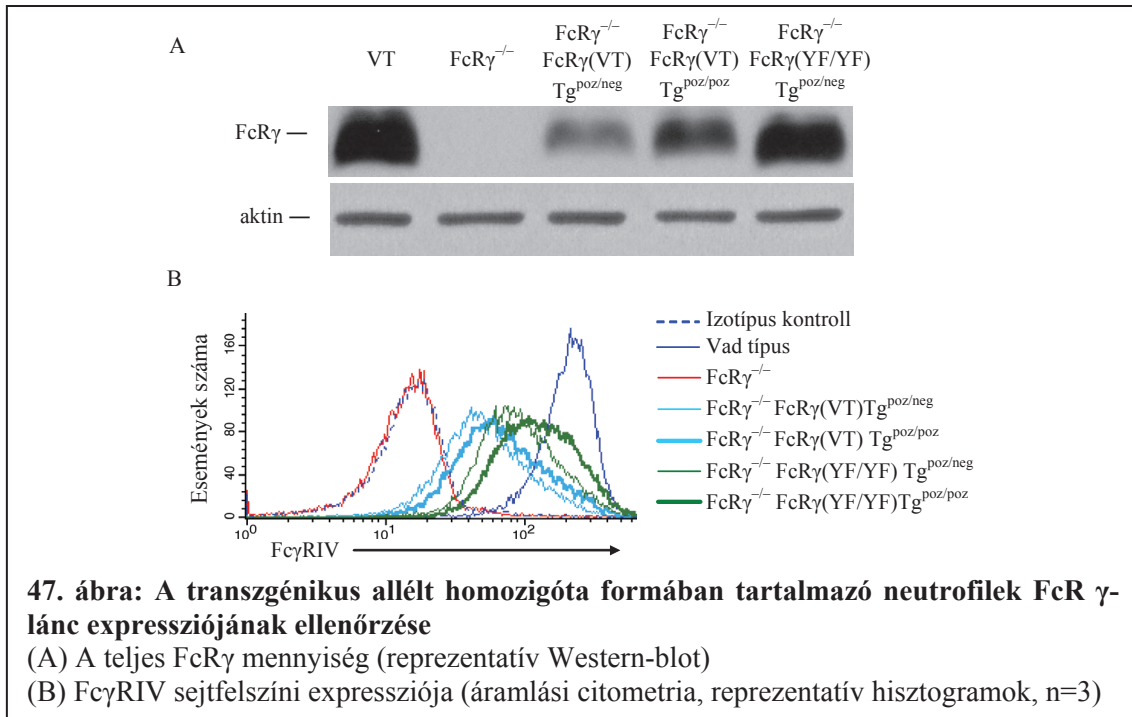 A
VT
FcRγ–/–
FcRγ–/–
FcRγ(VT)
Tgpoz/neg
FcRγ–/–
FcRγ(VT)
Tgpoz/poz
FcRγ–/–
FcRγ(YF/YF)
Tgpoz/neg
FcRγ —
aktin —
B
Események száma
160
120
80
40
0
10⁰
10¹
10²
FcγRIV
Izotípus kontroll
Vad típus
FcRγ–/–
FcRγ–/– FcRγ(VT)Tgpoz/neg
FcRγ–/– FcRγ(VT) Tgpoz/poz
FcRγ–/– FcRγ(YF/YF) Tgpoz/neg
FcRγ–/– FcRγ(YF/YF)Tgpoz/poz
47. ábra: A transzgénikus allélt homozigóta formában tartalmazó neutrofilek FcR γ-
lánc expressziójának ellenőrzése
(A) A teljes FcRγ mennyiség (reprezentatív Western-blot)
(B) FcγRIV sejtfelszíni expressziója (áramlási citometria, reprezentatív hisztogramok, n=3)